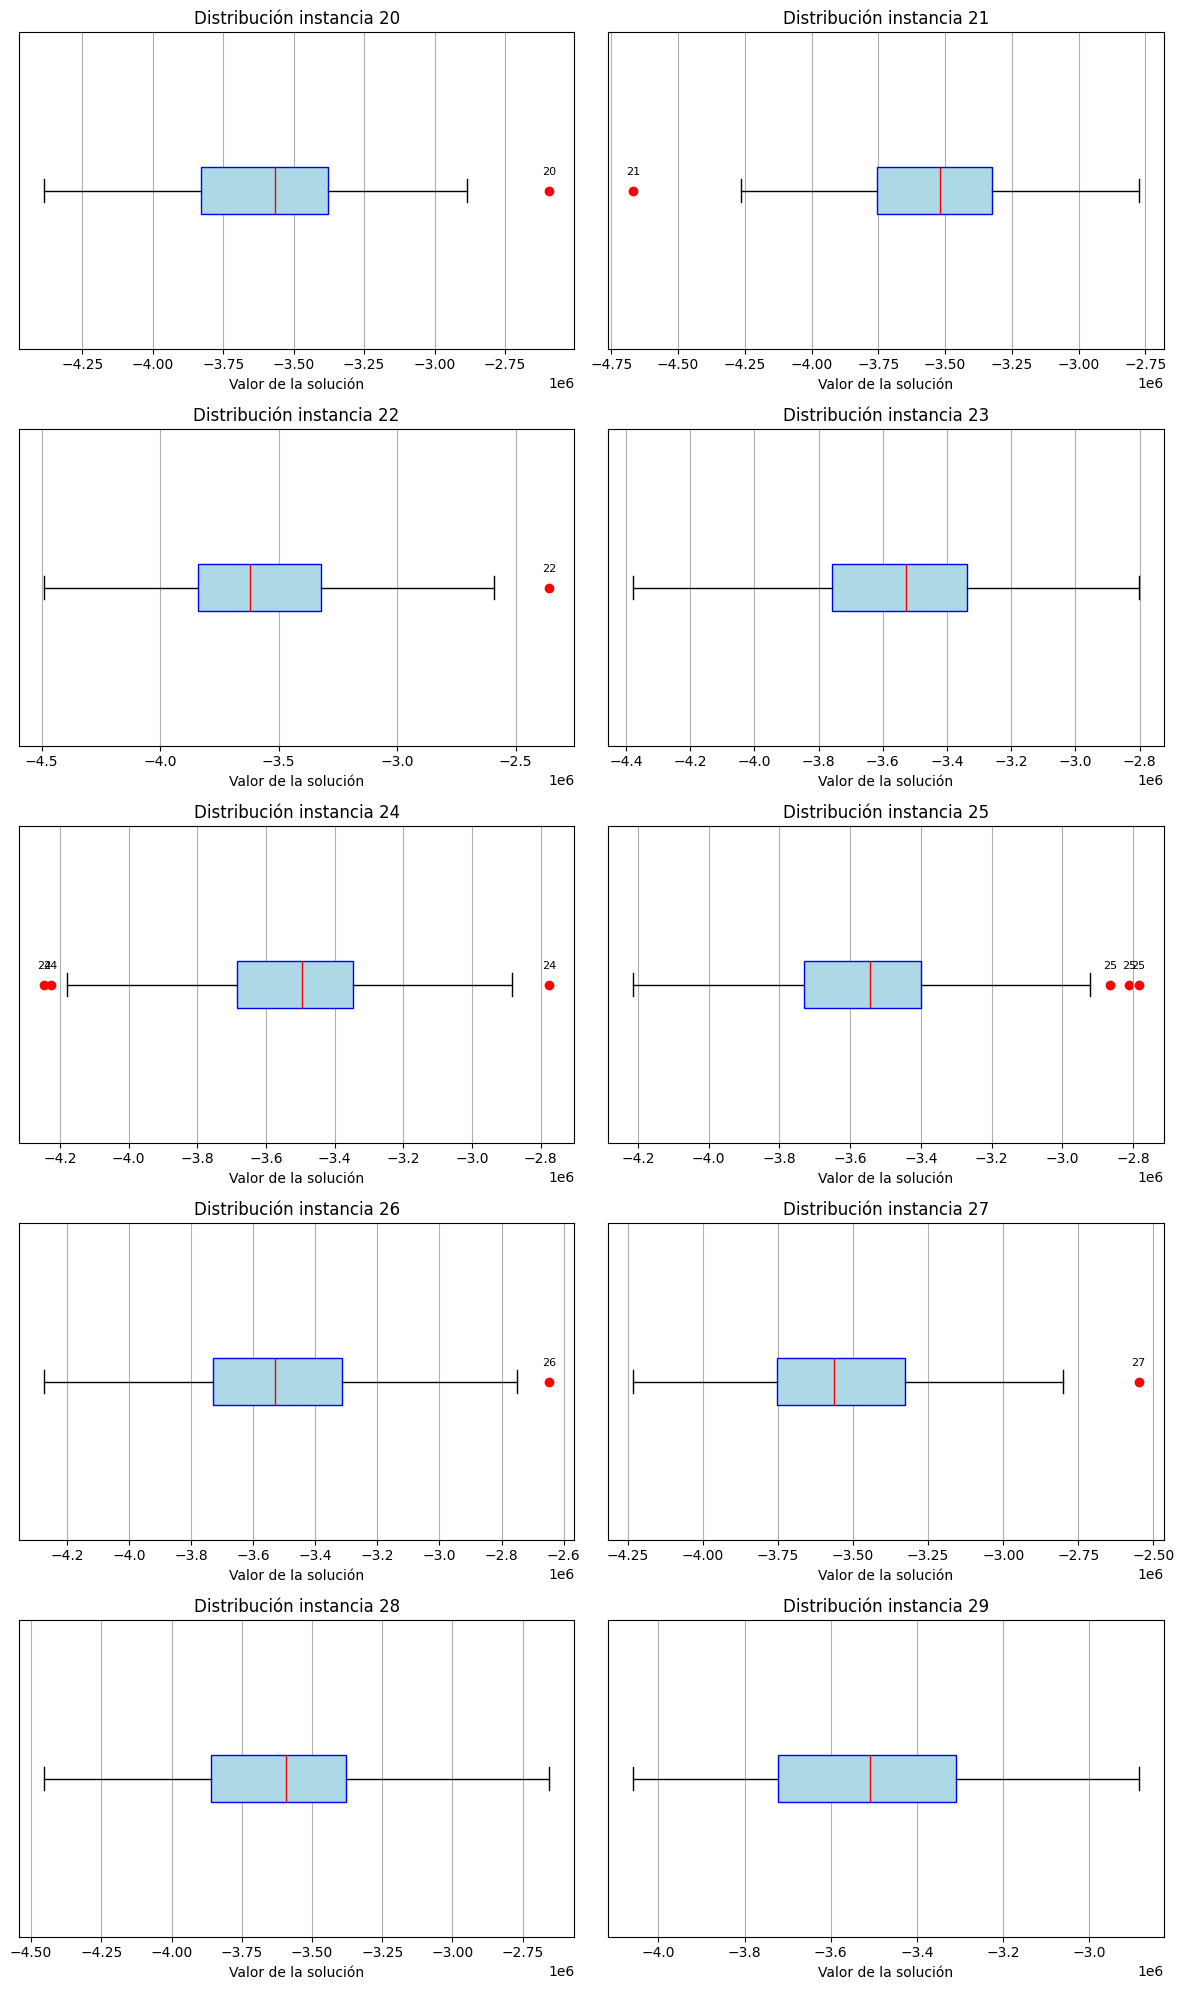 Distribución instancia 20
20
−4.25 −4.00 −3.75 −3.50 −3.25 −3.00 −2.75
Valor de la solución
1e6
Distribución instancia 21
21
−4.75 −4.50 −4.25 −4.00 −3.75 −3.50 −3.25 −3.00 −2.75
Valor de la solución
1e6
Distribución instancia 22
22
−4.5 −4.0 −3.5 −3.0 −2.5
Valor de la solución
1e6
Distribución instancia 23
−4.4 −4.2 −4.0 −3.8 −3.6 −3.4 −3.2 −3.0 −2.8
Valor de la solución
1e6
Distribución instancia 24
24 24 24
−4.2 −4.0 −3.8 −3.6 −3.4 −3.2 −3.0 −2.8
Valor de la solución
1e6
Distribución instancia 25
25 25 25
−4.2 −4.0 −3.8 −3.6 −3.4 −3.2 −3.0 −2.8
Valor de la solución
1e6
Distribución instancia 26
26
−4.2 −4.0 −3.8 −3.6 −3.4 −3.2 −3.0 −2.8 −2.6
Valor de la solución
1e6
Distribución instancia 27
27
−4.25 −4.00 −3.75 −3.50 −3.25 −3.00 −2.75 −2.50
Valor de la solución
1e6
Distribución instancia 28
−4.50 −4.25 −4.00 −3.75 −3.50 −3.25 −3.00 −2.75
Valor de la solución
1e6
Distribución instancia 29
−4.0 −3.8 −3.6 −3.4 −3.2 −3.0
Valor de la solución
1e6